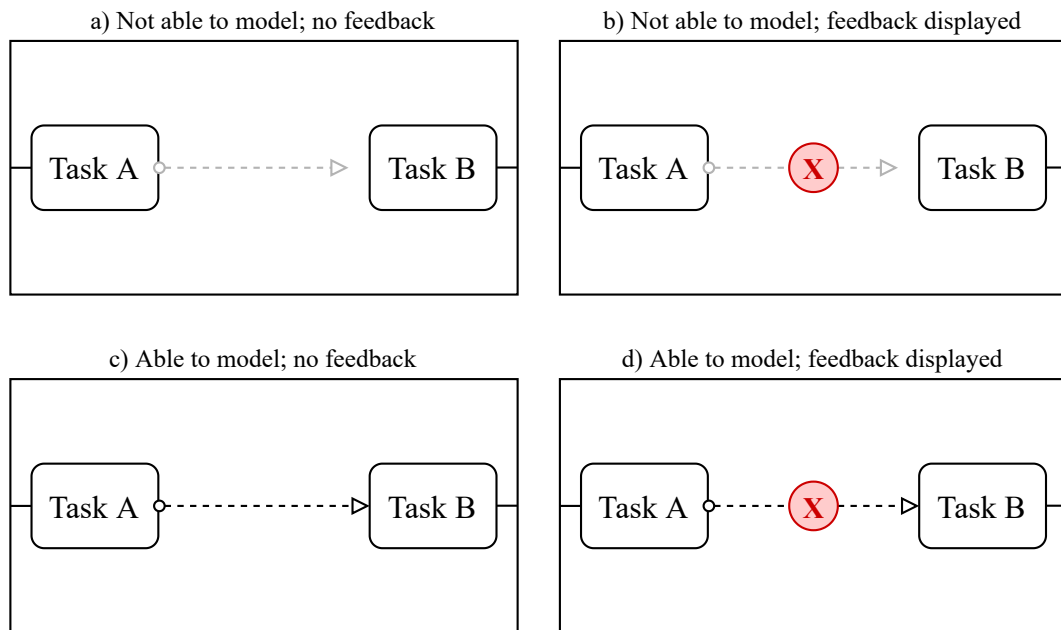 a) Not able to model; no feedback
Task A
Task B
b) Not able to model; feedback displayed
Task A
X
Task B
c) Able to model; no feedback
Task A
Task B
d) Able to model; feedback displayed
Task A
X
Task B